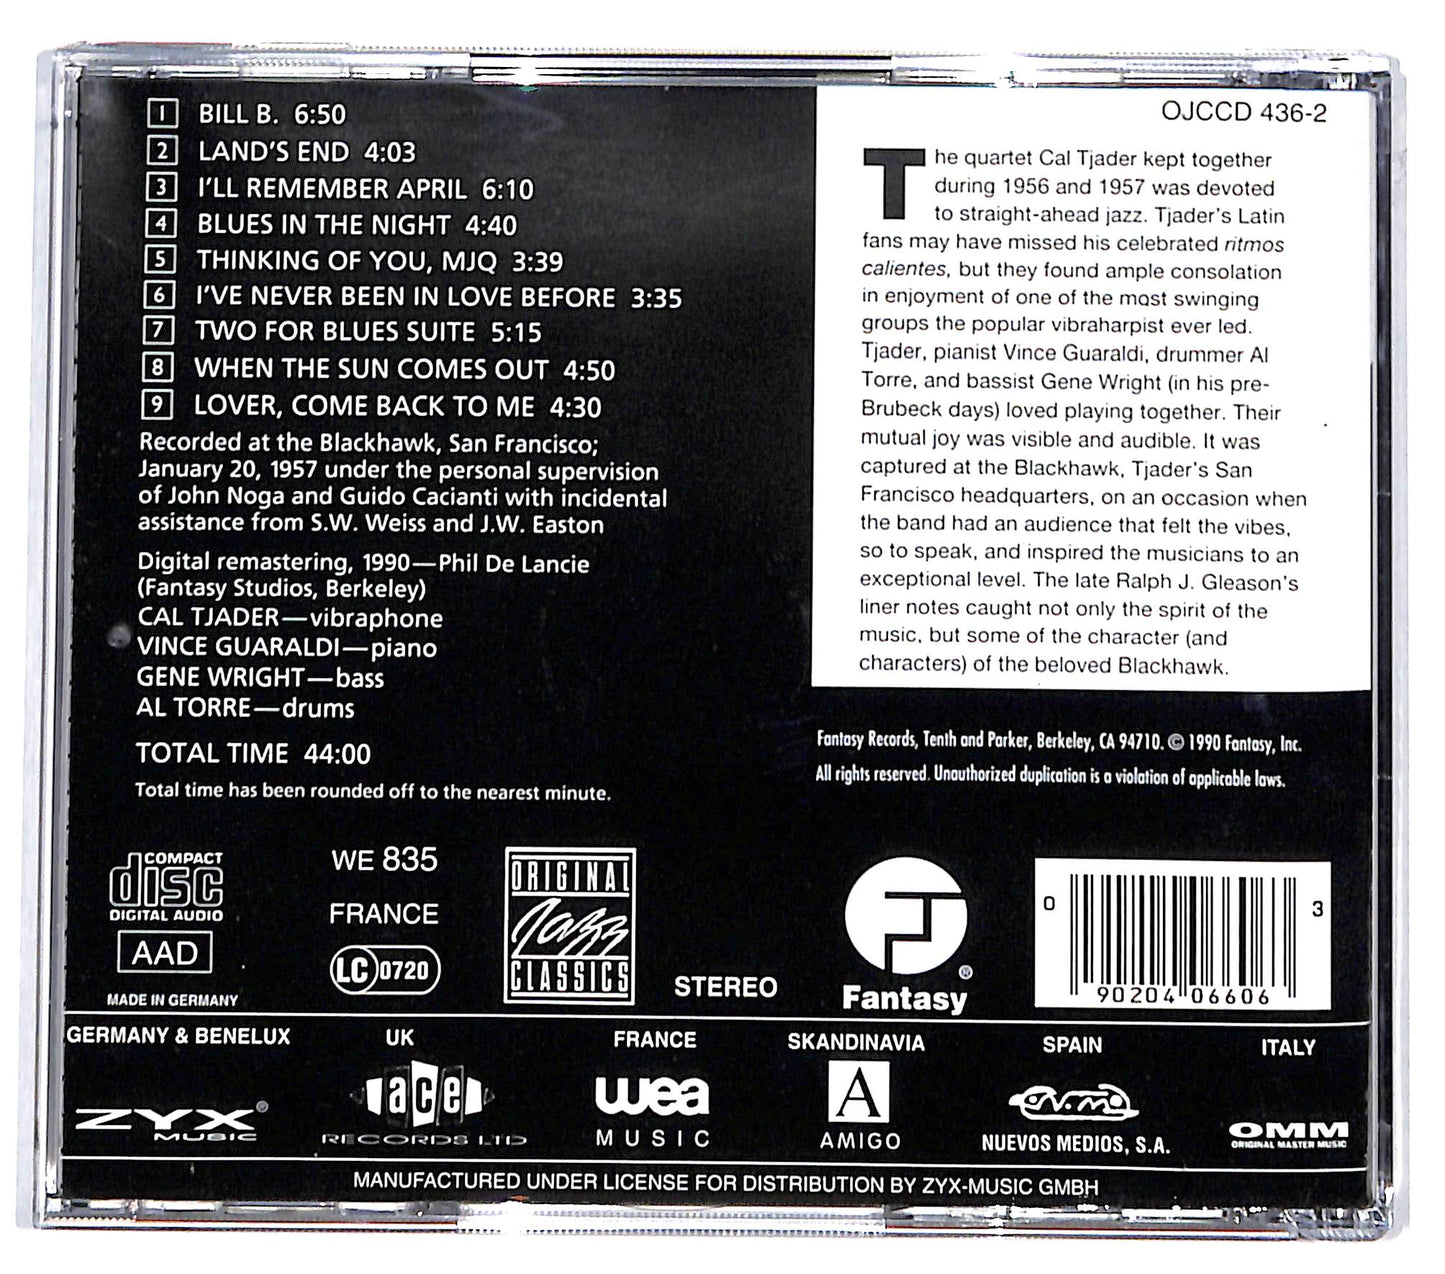 1 BILL B. 6:50
2 LAND'S END 4:03
3 I'LL REMEMBER APRIL 6:10
4 BLUES IN THE NIGHT 4:40
5 THINKING OF YOU, MJQ 3:39
6 I'VE NEVER BEEN IN LOVE BEFORE 3:35
7 TWO FOR BLUES SUITE 5:15
8 WHEN THE SUN COMES OUT 4:50
9 LOVER, COME BACK TO ME 4:30
Recorded at the Blackhawk, San Francisco;
January 20, 1957 under the personal supervision
of John Noga and Guido Cacianti with incidental
assistance from S.W. Weiss and J.W. Easton
Digital remastering, 1990—Phil De Lancie
(Fantasy Studios, Berkeley)
CAL TJADER—vibraphone
VINCE GUARALDI—piano
GENE WRIGHT—bass
AL TORRE—drums
TOTAL TIME 44:00
Total time has been rounded off to the nearest minute.
OJCCD 436-2
The quartet Cal Tjader kept together
during 1956 and 1957 was devoted
to straight-ahead jazz. Tjader's Latin
fans may have missed his celebrated ritmos
calientes, but they found ample consolation
in enjoyment of one of the most swinging
groups the popular vibraharpist ever led.
Tjader, pianist Vince Guaraldi, drummer Al
Torre, and bassist Gene Wright (in his pre-
Brubeck days) loved playing together. Their
mutual joy was visible and audible. It was
captured at the Blackhawk, Tjader's San
Francisco headquarters, on an occasion when
the band had an audience that felt the vibes,
so to speak, and inspired the musicians to an
exceptional level. The late Ralph J. Gleason's
liner notes caught not only the spirit of the
music, but some of the character (and
characters) of the beloved Blackhawk.
Fantasy Records, Tenth and Parker, Berkeley, CA 94710. © 1990 Fantasy, Inc.
All rights reserved. Unauthorized duplication is a violation of applicable laws.
COMPACT
disc
DIGITAL AUDIO
AAD
MADE IN GERMANY
WE 835
FRANCE
LC 0720
ORIGINAL
Jazz
CLASSICS
STEREO
Fantasy®
0 90204 06606 3
GERMANY & BENELUX
UK
FRANCE
SKANDINAVIA
SPAIN
ITALY
ZYX®
MUSIC
ace
RECORDS LTD
wea
MUSIC
A
AMIGO
N.M.
NUEVOS MEDIOS, S.A.
OMM
ORIGINAL MASTER MUSIC
MANUFACTURED UNDER LICENSE FOR DISTRIBUTION BY ZYX-MUSIC GMBH